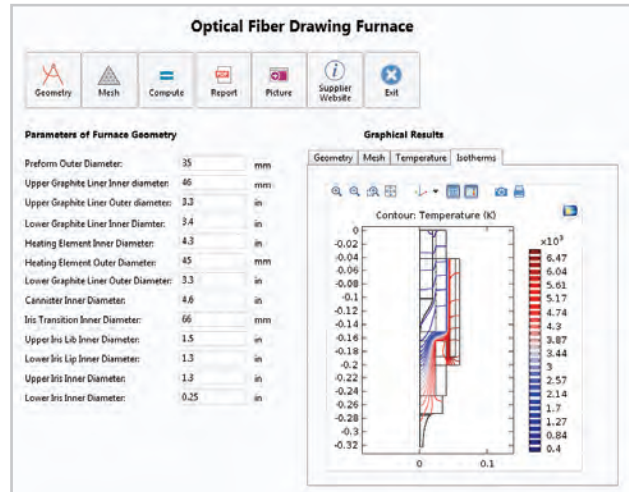 Optical Fiber Drawing Furnace
Geometry Mesh Compute Report Picture Supplier Website Exit
Parameters of Furnace Geometry
Preform Outer Diameter: 35 mm
Upper Graphite Liner Inner diameter: 46 mm
Upper Graphite Liner Outer diameter: 3.3 in
Lower Graphite Liner Inner Diamter: 3.4 in
Heating Element Inner Diameter: 4.3 in
Heating Element Outer Diameter: 45 mm
Lower Graphite Liner Outer Diameter: 3.3 in
Cannister Inner Diameter: 4.6 in
Iris Transition Inner Diameter: 66 mm
Upper Iris Lib Inner Diameter: 1.5 in
Lower Iris Lip Inner Diameter: 1.3 in
Upper Iris Inner Diameter: 1.3 in
Lower Iris Inner Diameter: 0.25 in
Graphical Results
Geometry Mesh Temperature Isotherms
Contour: Temperature (K)
0
-0.02
-0.04
-0.06
-0.08
-0.1
-0.12
-0.14
-0.16
-0.18
-0.2
-0.22
-0.24
-0.26
-0.28
-0.3
-0.32
0 0.1
×10³
6.47
6.04
5.61
5.17
4.74
4.3
3.87
3.44
3
2.57
2.14
1.7
1.27
0.84
0.4